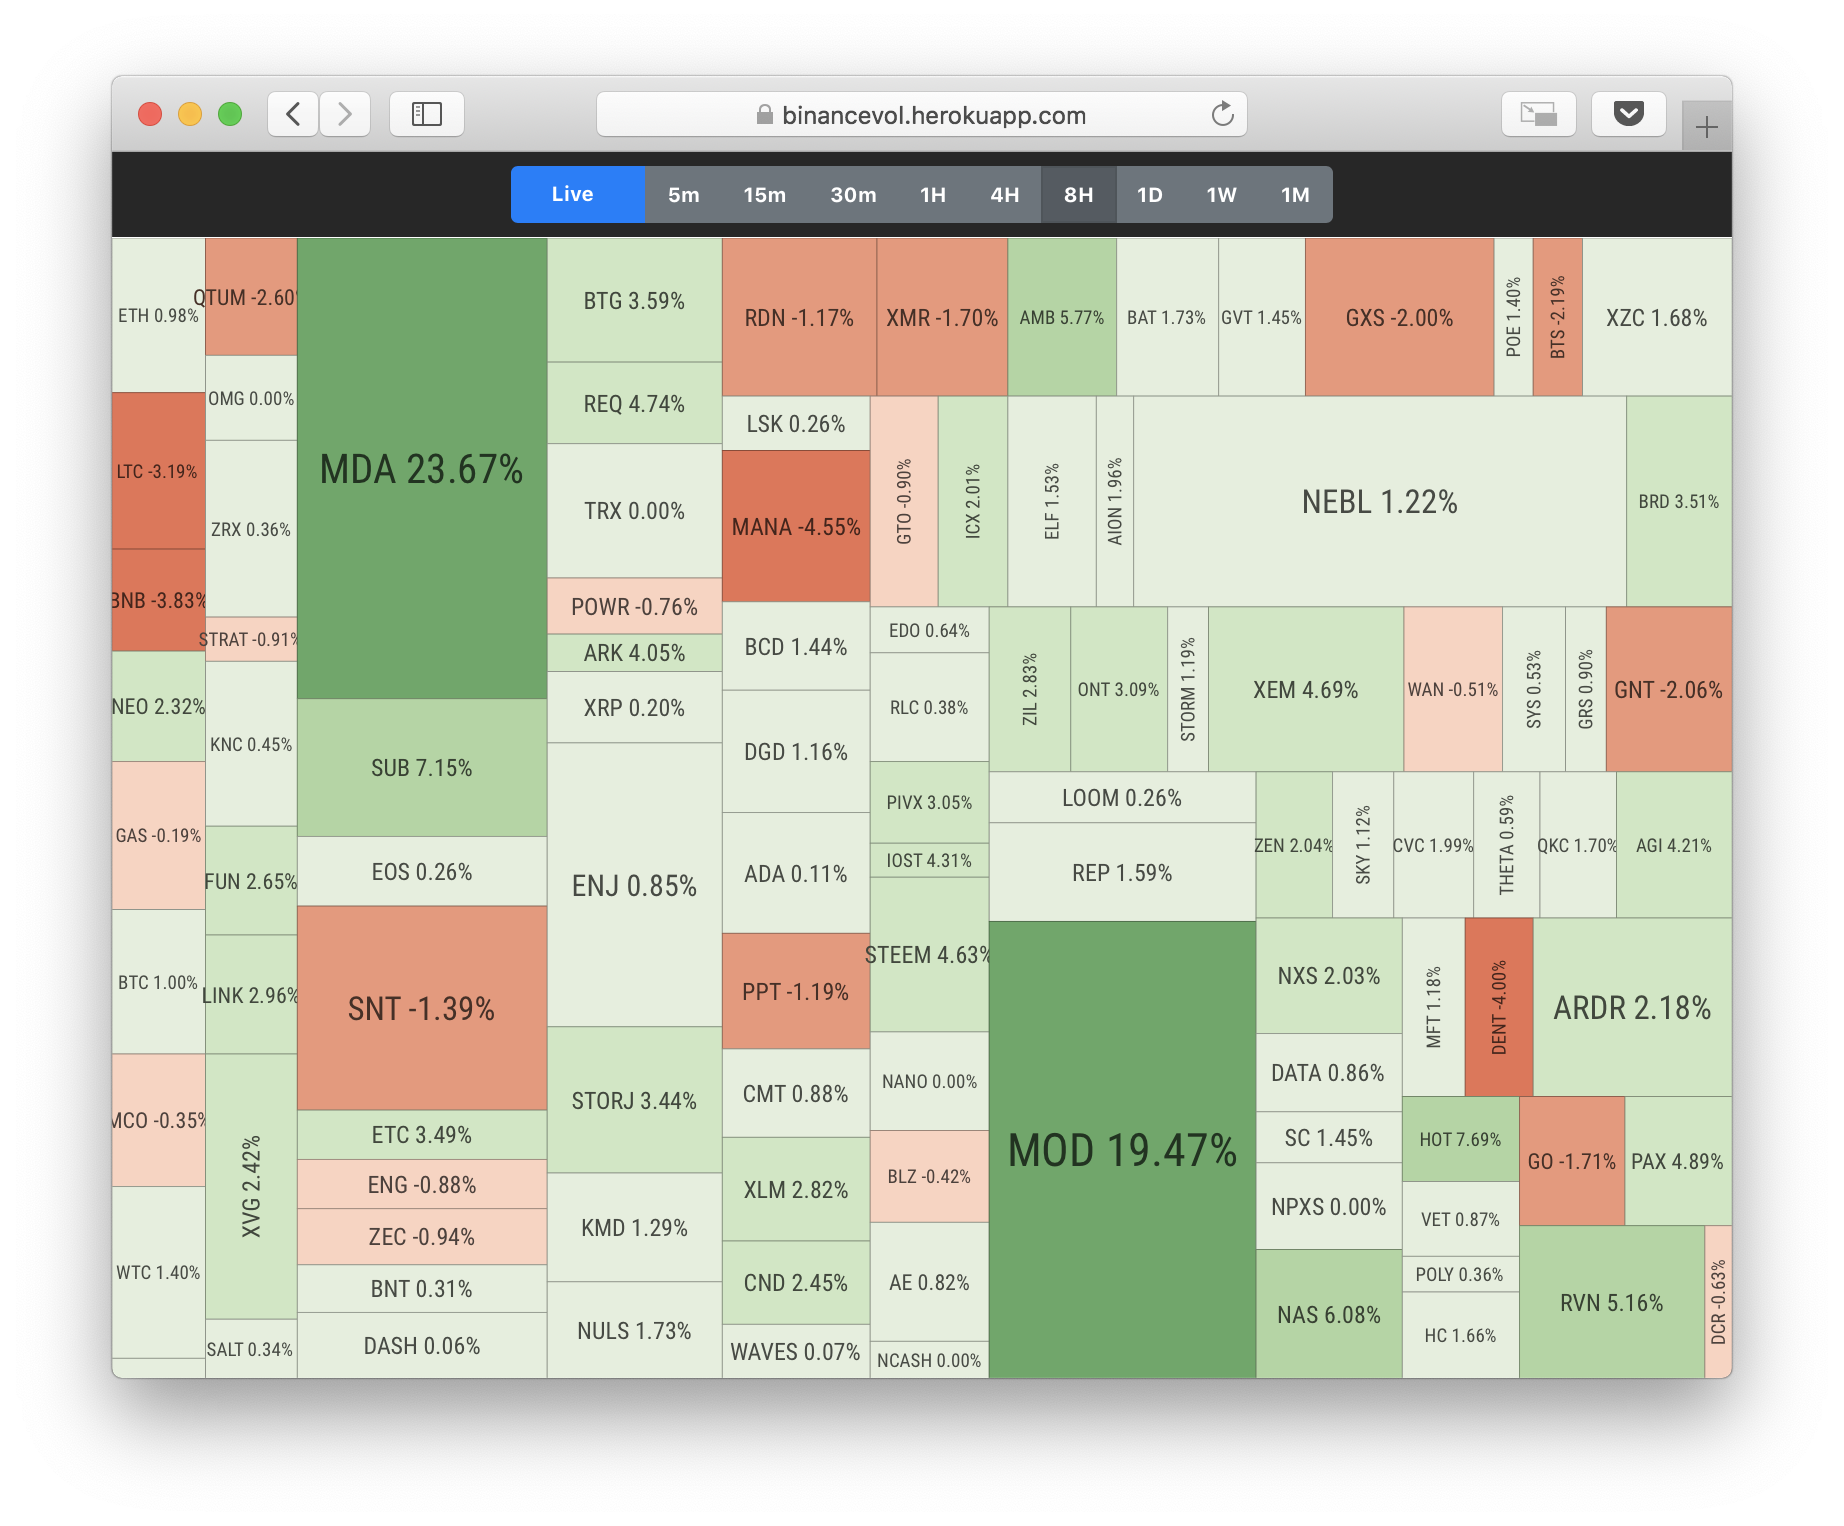 binancevol.herokuapp.com
Live 5m 15m 30m 1H 4H 8H 1D 1W 1M
ETH 0.98%
LTC -3.19%
BNB -3.83%
NEO 2.32%
GAS -0.19%
BTC 1.00%
MCO -0.35%
WTC 1.40%
QTUM -2.60
OMG 0.00%
ZRX 0.36%
STRAT -0.91%
KNC 0.45%
FUN 2.65%
LINK 2.96%
XVG 2.42%
SALT 0.34%
MDA 23.67%
SUB 7.15%
EOS 0.26%
SNT -1.39%
ETC 3.49%
ENG -0.88%
ZEC -0.94%
BNT 0.31%
DASH 0.06%
BTG 3.59%
REQ 4.74%
TRX 0.00%
POWR -0.76%
ARK 4.05%
XRP 0.20%
ENJ 0.85%
STORJ 3.44%
KMD 1.29%
NULS 1.73%
RDN -1.17%
XMR -1.70%
AMB 5.77%
BAT 1.73%
GVT 1.45%
GXS -2.00%
POE 1.40%
BTS -2.19%
XZC 1.68%
LSK 0.26%
MANA -4.55%
BCD 1.44%
DGD 1.16%
ADA 0.11%
PPT -1.19%
CMT 0.88%
XLM 2.82%
CND 2.45%
WAVES 0.07%
GTO -0.90%
ICX 2.01%
ELF 1.53%
AION 1.96%
NEBL 1.22%
BRD 3.51%
EDO 0.64%
RLC 0.38%
PIVX 3.05%
IOST 4.31%
STEEM 4.63%
NANO 0.00%
BLZ -0.42%
AE 0.82%
NCASH 0.00%
ZIL 2.83%
ONT 3.09%
STORM 1.19%
XEM 4.69%
WAN -0.51%
SYS 0.53%
GRS 0.90%
GNT -2.06%
LOOM 0.26%
REP 1.59%
MOD 19.47%
ZEN 2.04%
SKY 1.12%
CVC 1.99%
THETA 0.59%
QKC 1.70%
AGI 4.21%
NXS 2.03%
DATA 0.86%
SC 1.45%
NPXS 0.00%
NAS 6.08%
MFT 1.18%
DENT -4.00%
ARDR 2.18%
HOT 7.69%
VET 0.87%
POLY 0.36%
HC 1.66%
GO -1.71%
PAX 4.89%
RVN 5.16%
DCR -0.63%